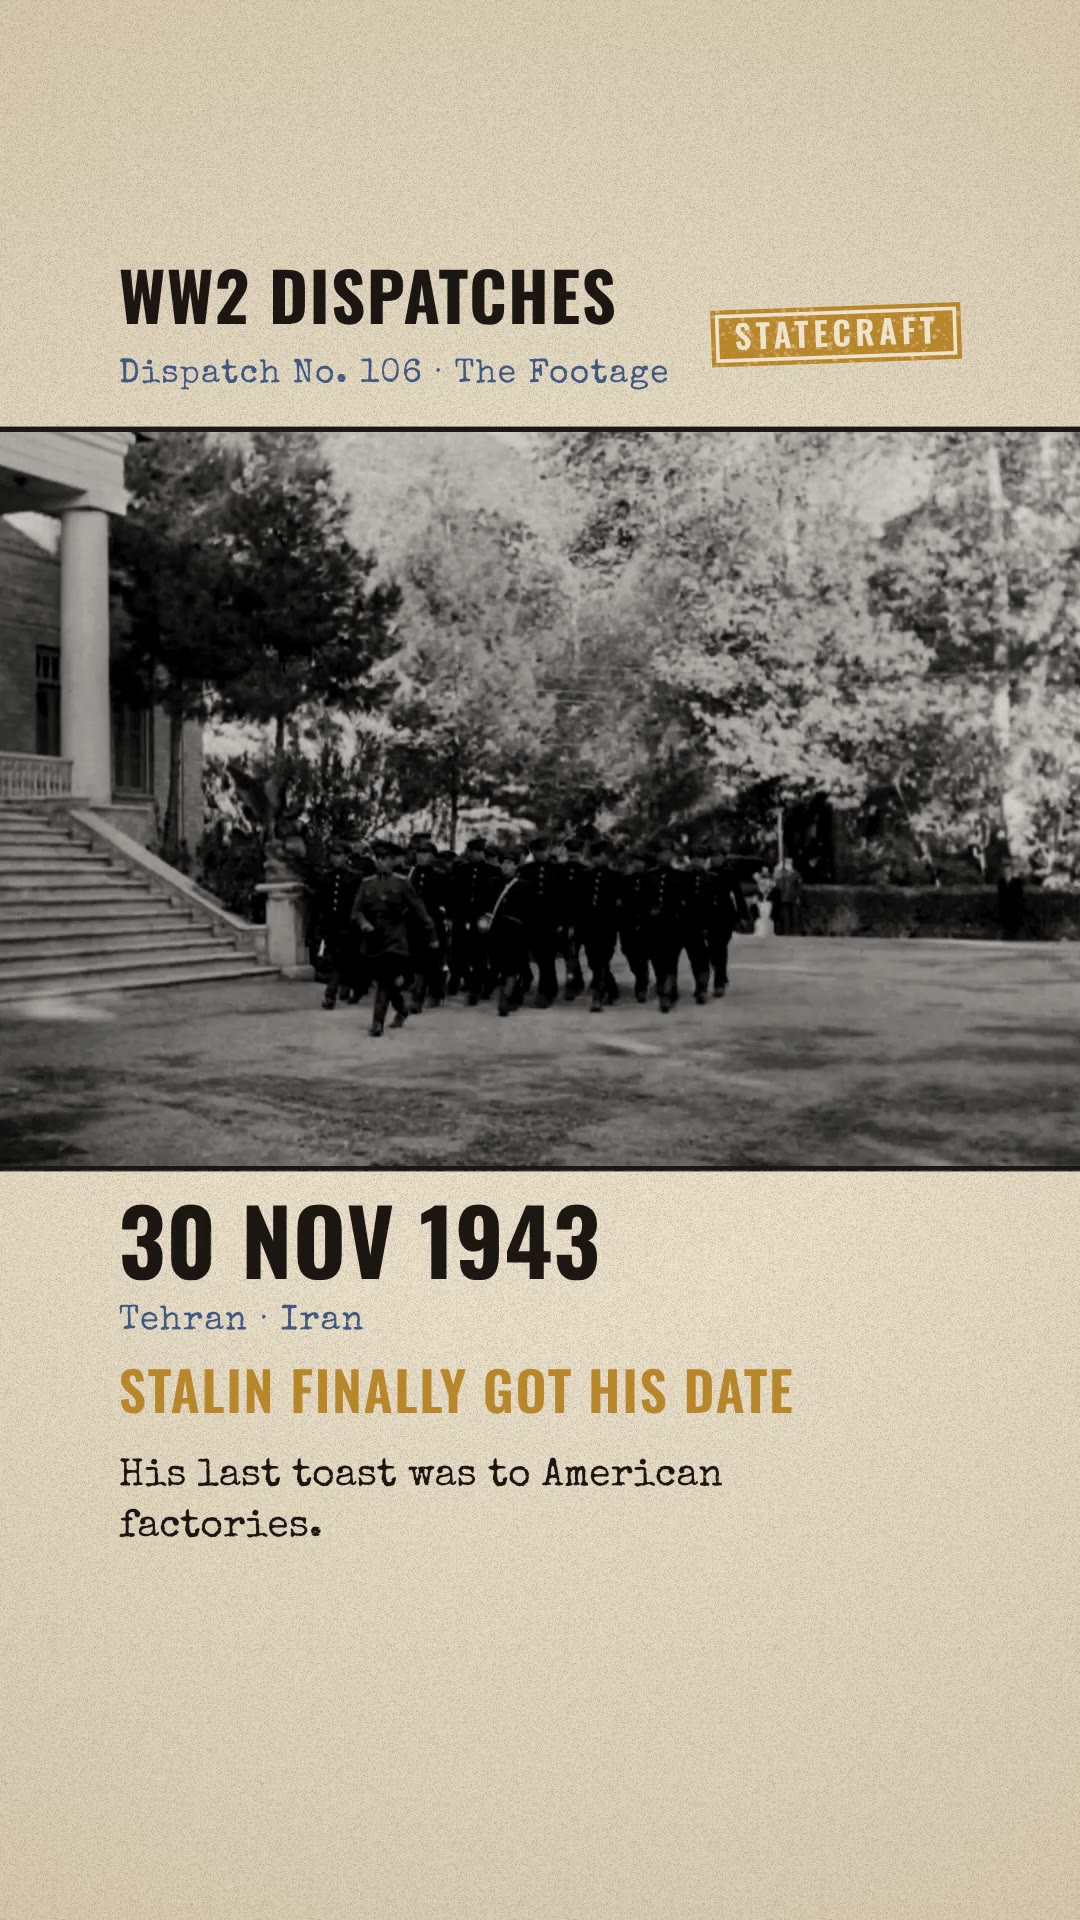 WW2 DISPATCHES
STATECRAFT
Dispatch No. 106 · The Footage
30 NOV 1943
Tehran · Iran
STALIN FINALLY GOT HIS DATE
His last toast was to American
factories.